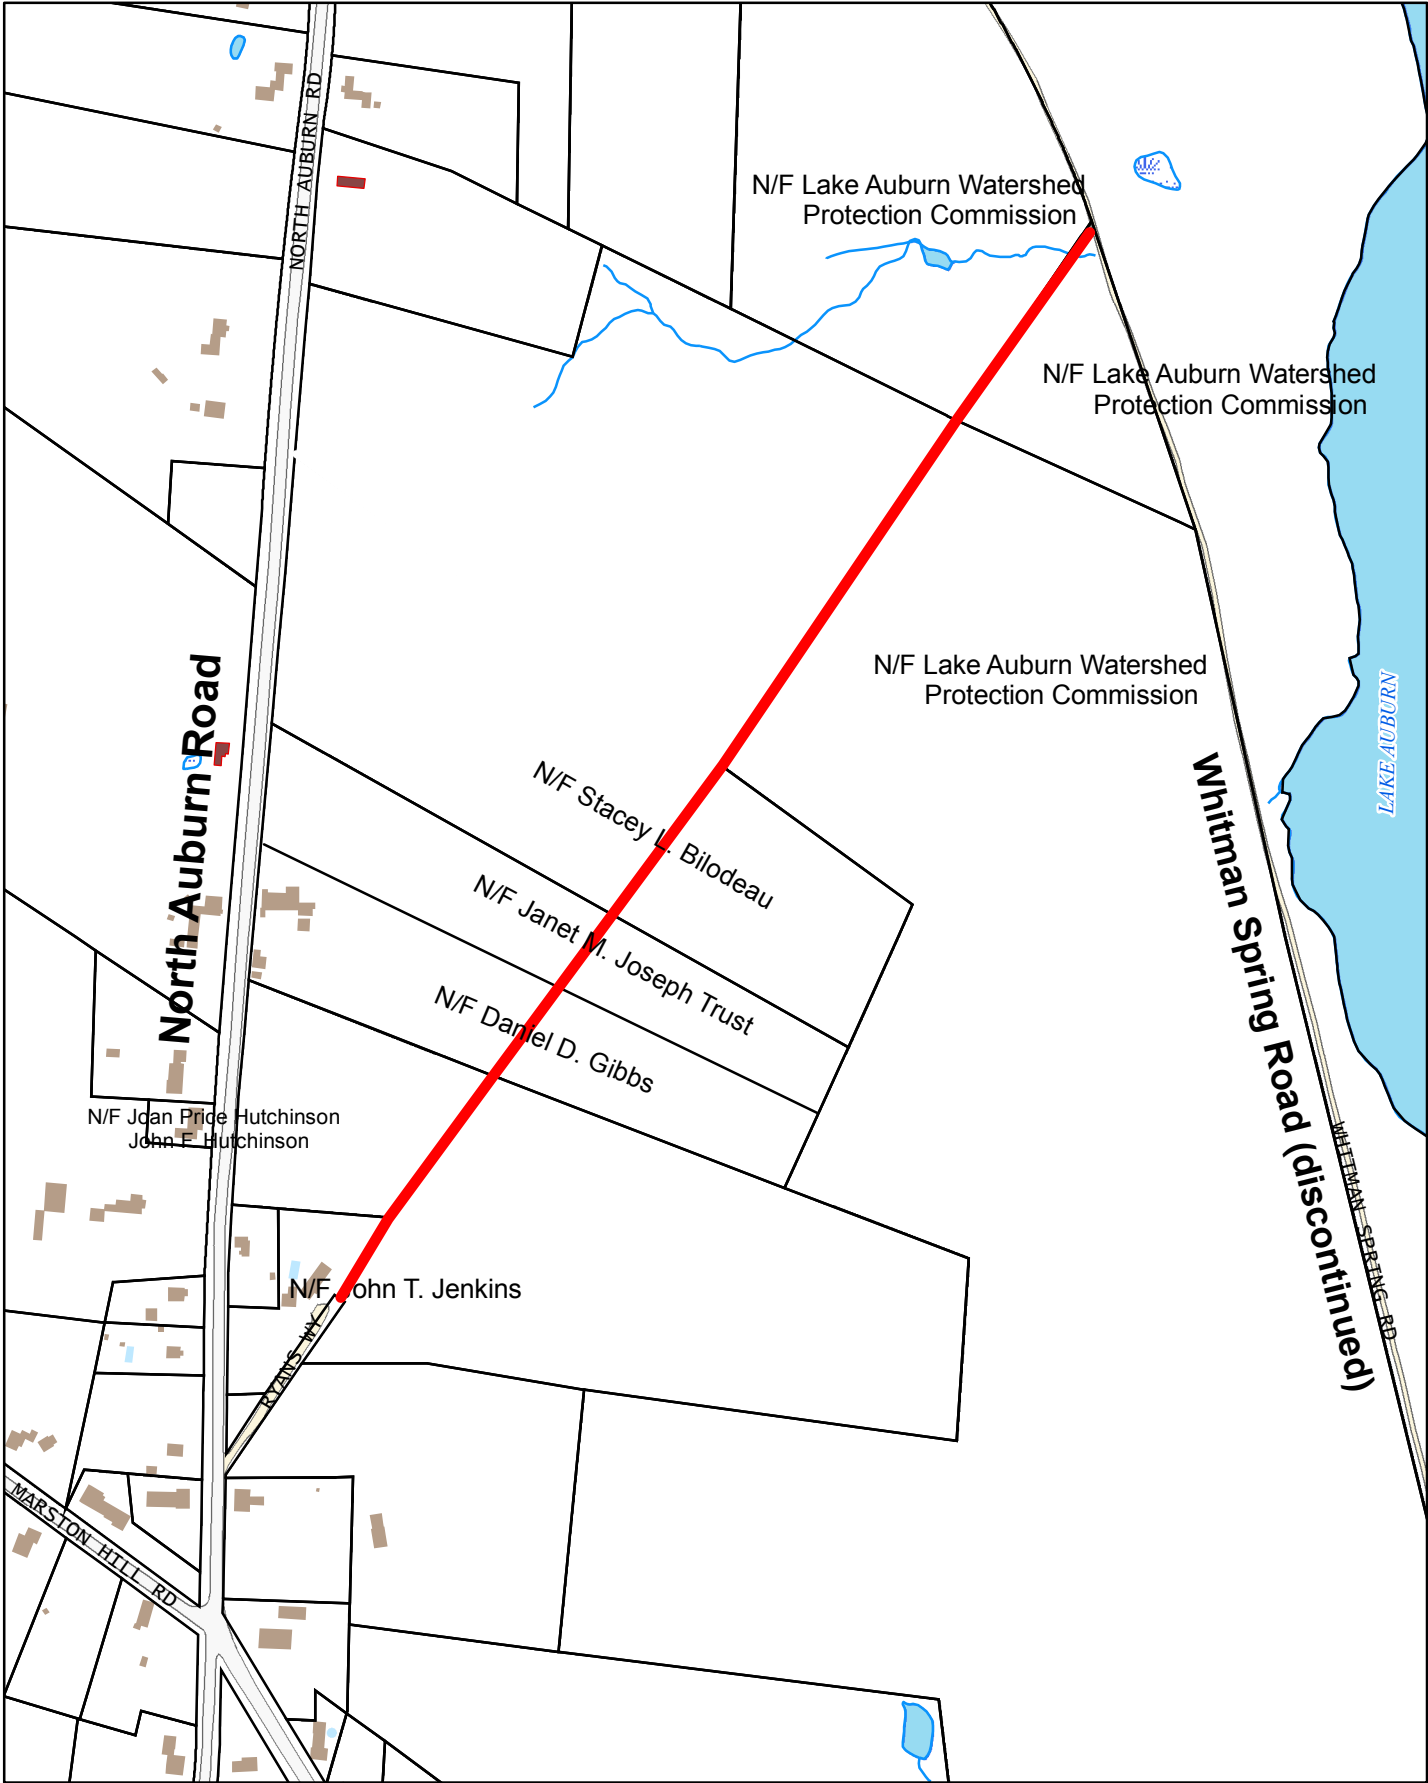 NORTH AUBURN RD
N/F Lake Auburn Watershed
Protection Commission
N/F Lake Auburn Watershed
Protection Commission
N/F Lake Auburn Watershed
Protection Commission
North Auburn Road
LAKE AUBURN
Whitman Spring Road (discontinued)
N/F Stacey L. Bilodeau
N/F Janet M. Joseph Trust
N/F Daniel D. Gibbs
N/F Joan Price Hutchinson
John F. Hutchinson
WHITMAN SPRING RD
N/F John T. Jenkins
RYANS WY
MARSTON HILL RD